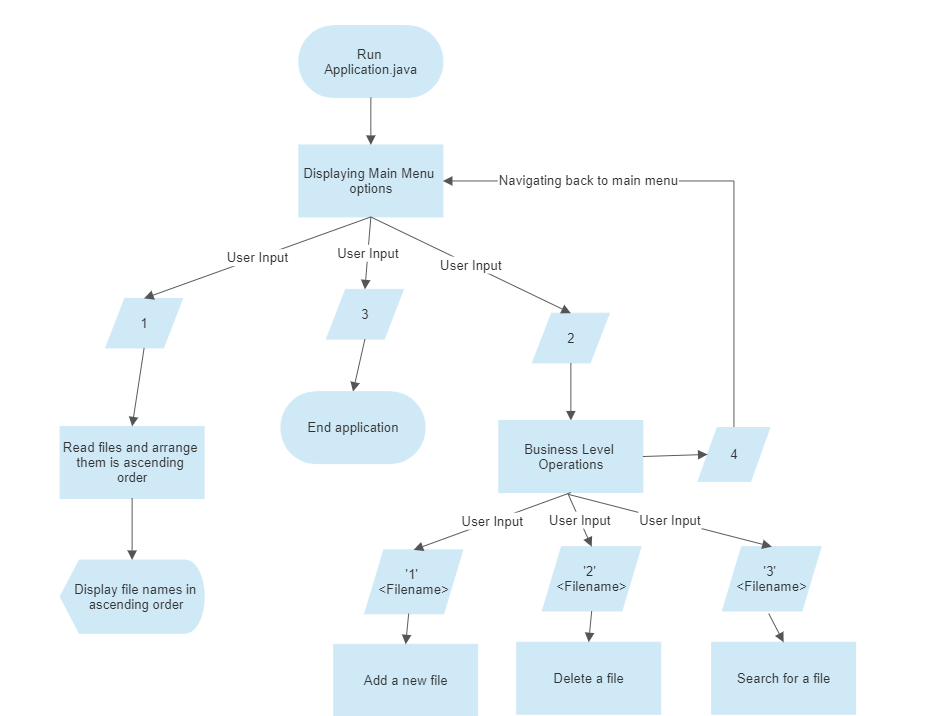 Run
Application.java
Displaying Main Menu
options
Navigating back to main menu
User Input
User Input
User Input
1
3
2
Read files and arrange
them is ascending
order
End application
Business Level
Operations
4
User Input
User Input
User Input
Display file names in
ascending order
'1'
<Filename>
'2'
<Filename>
'3'
<Filename>
Add a new file
Delete a file
Search for a file